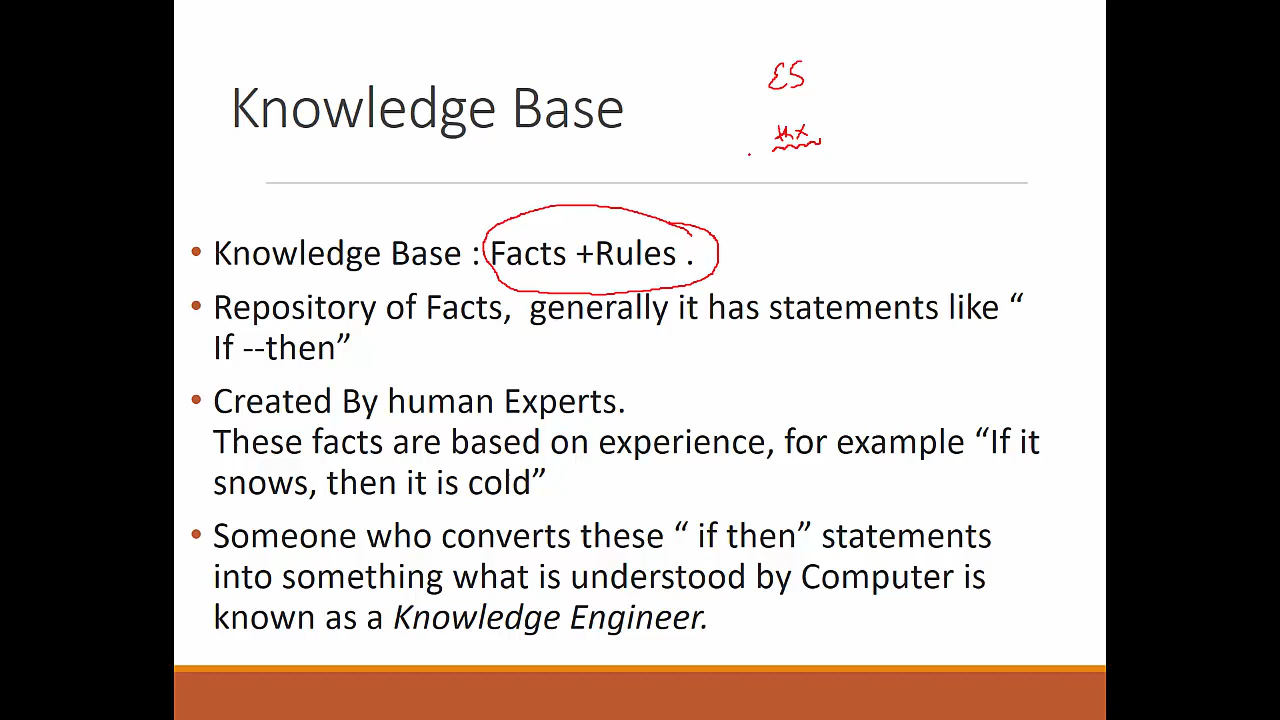 ES
Knowledge Base
• Knowledge Base : Facts +Rules .
• Repository of Facts,  generally it has statements like “
If --then”
• Created By human Experts.
These facts are based on experience, for example “If it
snows, then it is cold”
• Someone who converts these “ if then” statements
into something what is understood by Computer is
known as a Knowledge Engineer.